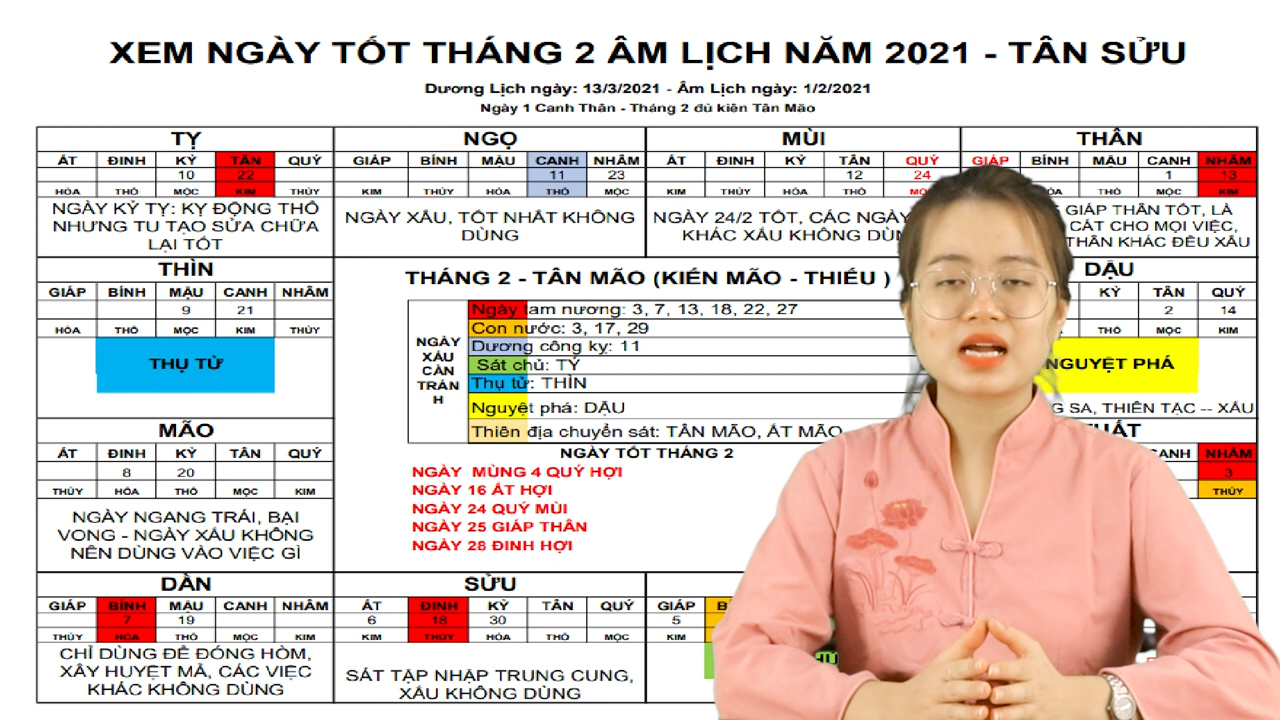 XEM NGÀY TỐT THÁNG 2 ÂM LỊCH NĂM 2021 - TÂN SỬU
Dương Lịch ngày: 13/3/2021 - Âm Lịch ngày: 1/2/2021
Ngày 1 Canh Thân - Tháng 2 đủ kiến Tân Mão
TỴ NGỌ MÙI THÂN
ẤT ĐINH KỶ TÂN QUÝ GIÁP BÍNH MẬU CANH NHÂM ẤT ĐINH KỶ TÂN QUÝ GIÁP BÍNH MẬU CANH NHÂM
10 22 11 23 12 24 1 13
HỎA THỔ MỘC KIM THỦY KIM THỦY HỎA THỔ MỘC KIM THỦY HỎA THỔ THỔ MỘC KIM
NGÀY KỶ TỴ: KỴ ĐỘNG THỔ
NHƯNG TU TẠO SỬA CHỮA
LẠI TỐT
NGÀY XẤU, TỐT NHẤT KHÔNG
DÙNG
NGÀY 24/2 TỐT, CÁC NGÀY
KHÁC XẤU KHÔNG DÙN
GIÁP THÂN TỐT, LÀ
CÁT CHO MỌI VIỆC,
THÂN KHÁC ĐỀU XẤU
THÌN
GIÁP BÍNH MẬU CANH NHÂM
9 21
HỎA THỔ MỘC KIM THỦY
THỤ TỬ
THÁNG 2 - TÂN MÃO (KIẾN MÃO - THIẾU )
NGÀY
XẤU
CẦN
TRÁN
H
Ngày tam nương: 3, 7, 13, 18, 22, 27
Con nước: 3, 17, 29
Dương công kỵ: 11
Sát chủ: TÝ
Thụ tử: THÌN
Nguyệt phá: DẬU
Thiên địa chuyển sát: TÂN MÃO, ẤT MÃO
DẬU
KỶ TÂN QUÝ
2 14
THỔ MỘC KIM
NGUYỆT PHÁ
SA, THIÊN TẶC -- XẤU
MÃO
ẤT ĐINH KỶ TÂN QUÝ
8 20
THỦY HỎA THỔ MỘC KIM
NGÀY NGANG TRÁI, BẠI
VONG - NGÀY XẤU KHÔNG
NÊN DÙNG VÀO VIỆC GÌ
NGÀY TỐT THÁNG 2
NGÀY MÙNG 4 QUÝ HỢI
NGÀY 16 ẤT HỢI
NGÀY 24 QUÝ MÙI
NGÀY 25 GIÁP THÂN
NGÀY 28 ĐINH HỢI
CANH NHÂM
3
THỦY
DẦN SỬU
GIÁP BÍNH MẬU CANH NHÂM ẤT ĐINH KỶ TÂN QUÝ GIÁP
7 19 6 18 30 5
THỦY HỎA THỔ MỘC KIM KIM THỦY HỎA THỔ MỘC KIM
CHỈ DÙNG ĐỂ ĐÓNG HÒM,
XÂY HUYỆT MẢ, CÁC VIỆC
KHÁC KHÔNG DÙNG
SÁT TẬP NHẬP TRUNG CUNG,
XẤU KHÔNG DÙNG